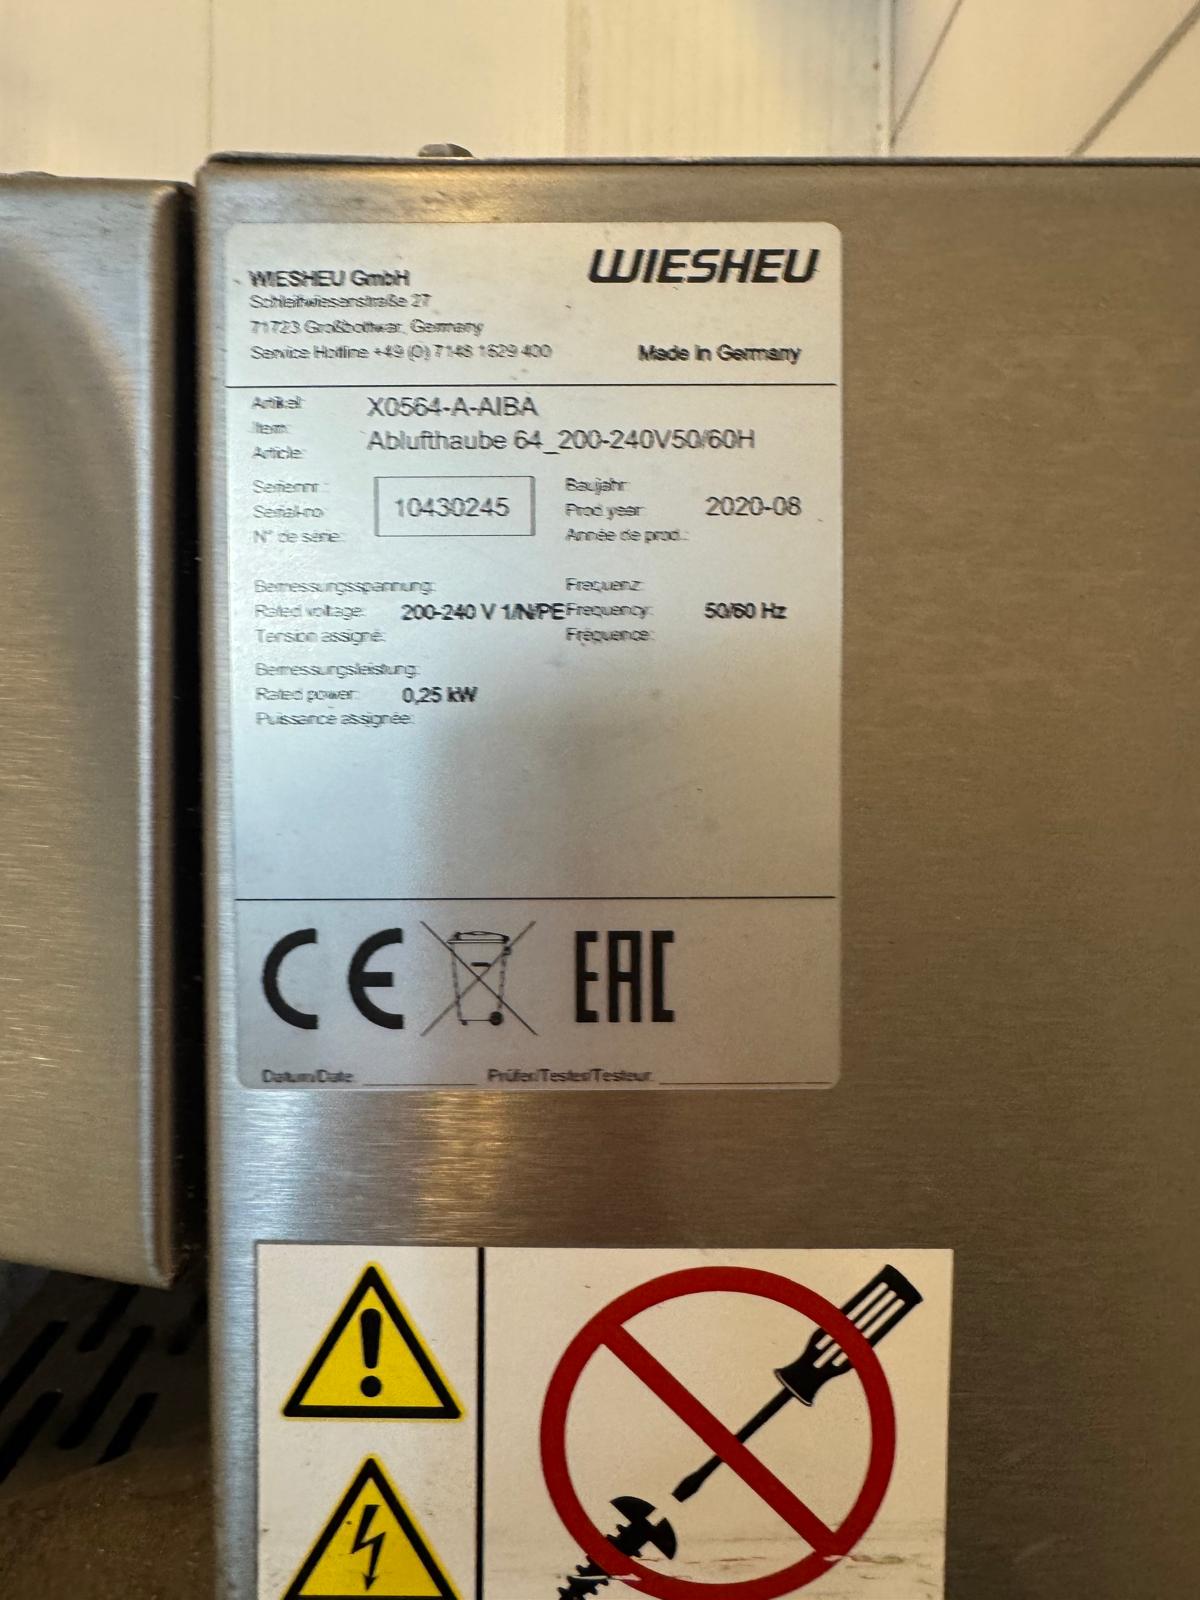 WIESHEU GmbH
WIESHEU
Schleifwiesenstraße 27
71723 Großbottwar, Germany
Service Hotline +49 (0) 7148 1629 400
Made in Germany
Artikel: X0564-A-AIBA
Item:
Ablufthaube 64_200-240V50/60H
Article:
Seriennr.: Baujahr:
Serial-no 10430245 Prod year: 2020-08
N° de série: Année de prod.:
Bemessungsspannung: Frequenz:
Rated voltage: 200-240 V 1/N/PE Frequency: 50/60 Hz
Tension assigné: Fréquence:
Bemessungsleistung:
Rated power: 0,25 kW
Puissance assignée:
CE EAC
Datum/Date: Prüfer/Tester/Testeur: